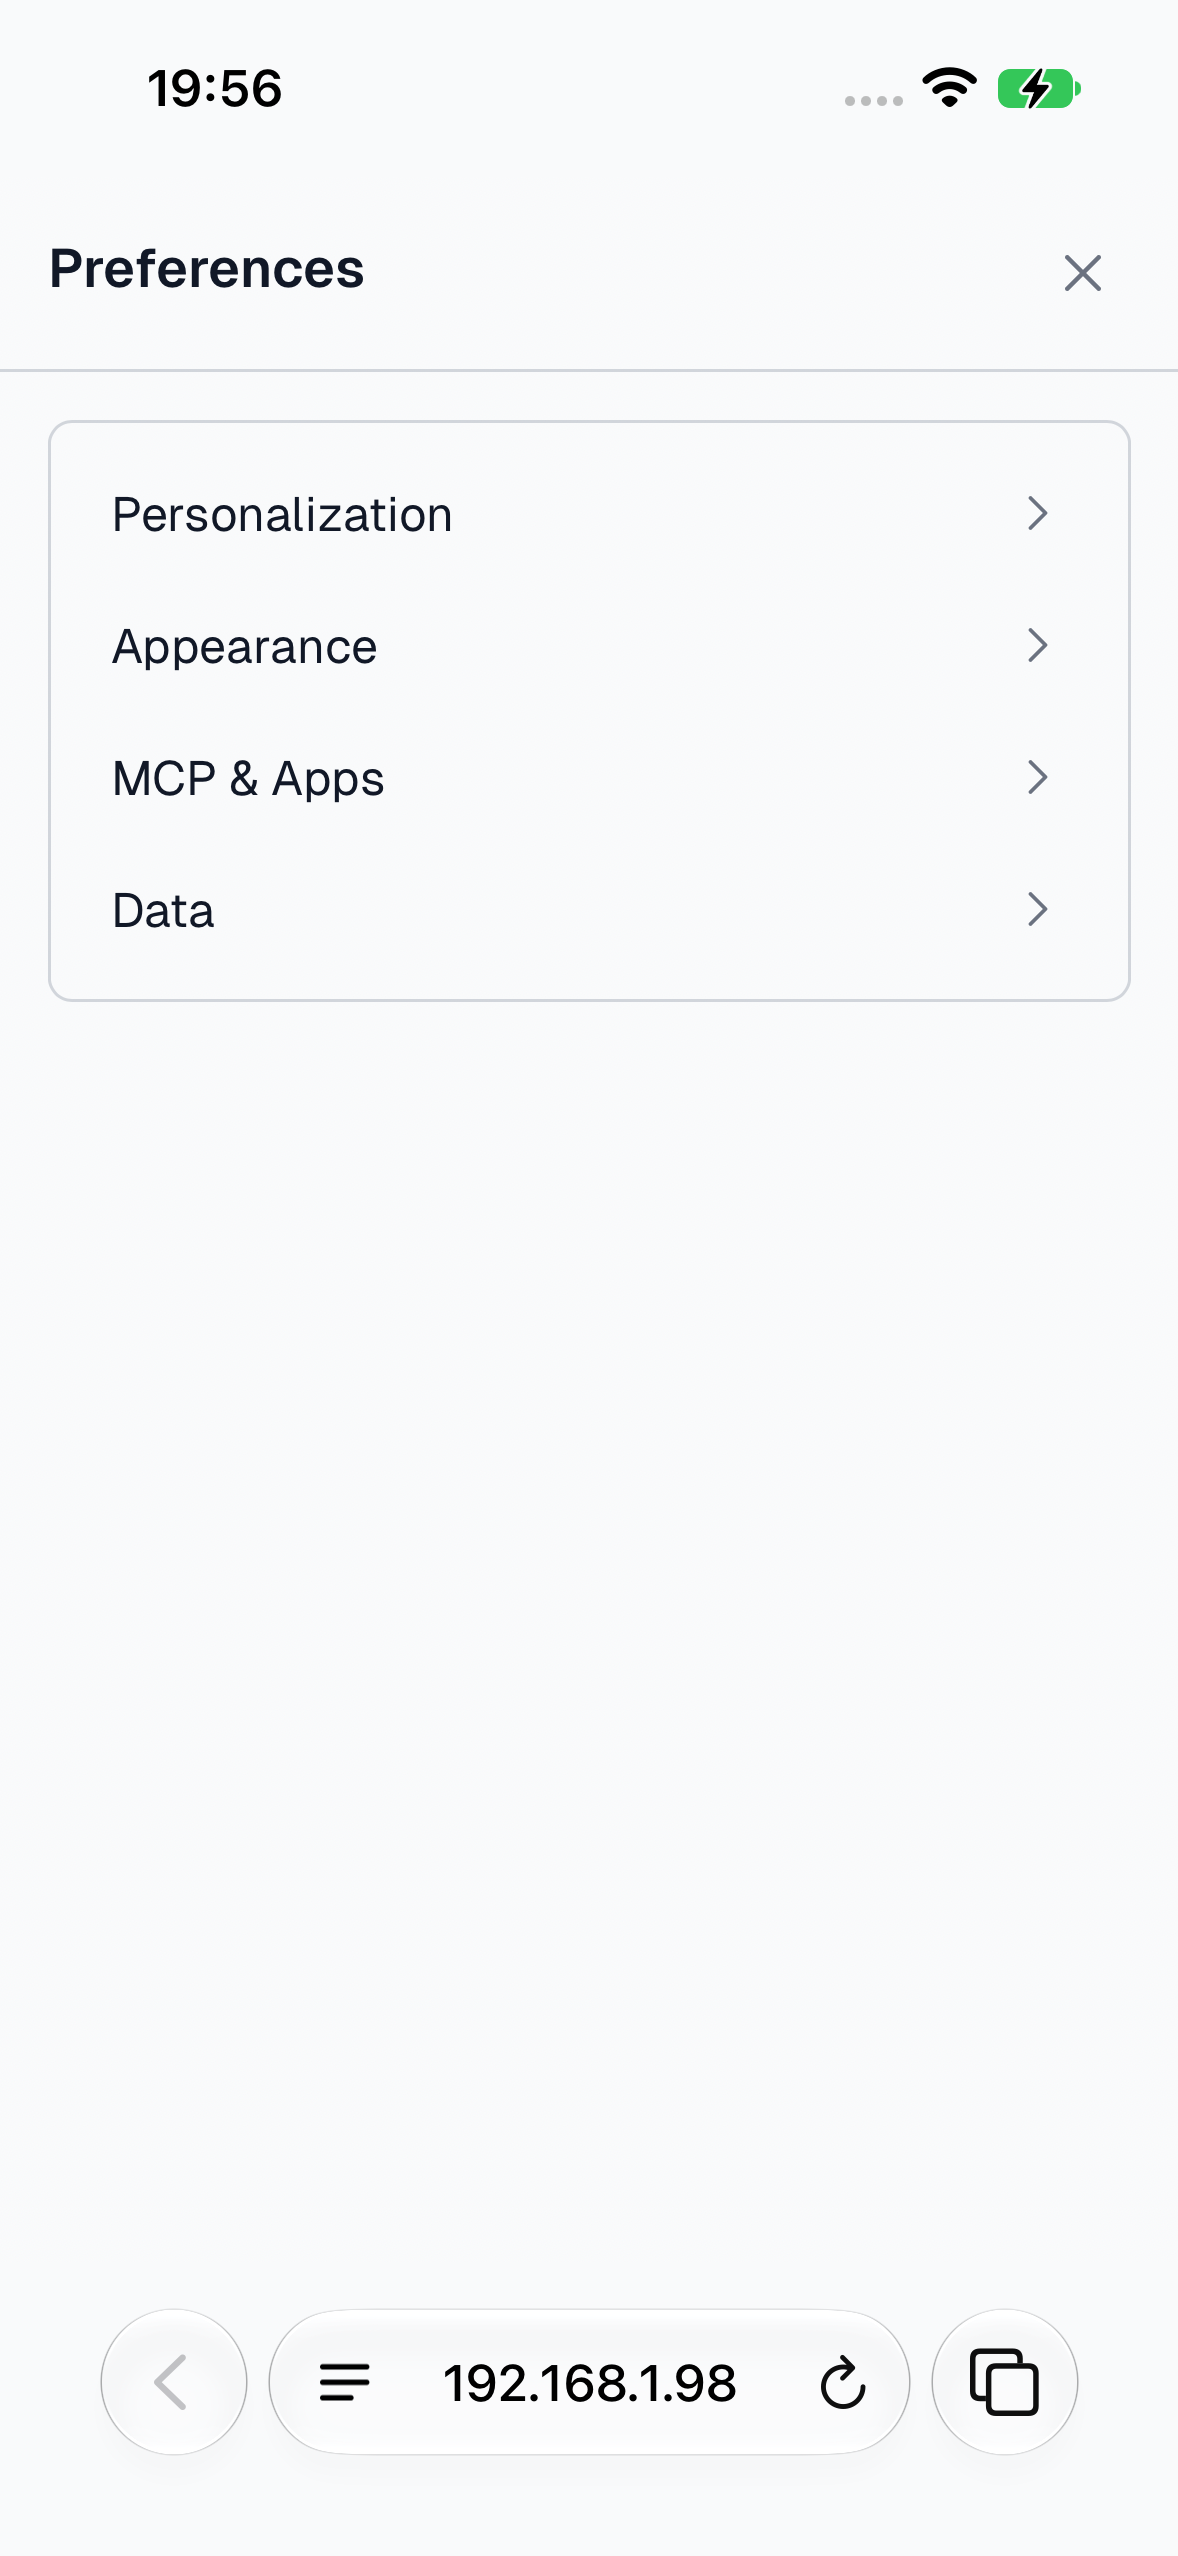 19:56
Preferences
Personalization
Appearance
MCP & Apps
Data
192.168.1.98